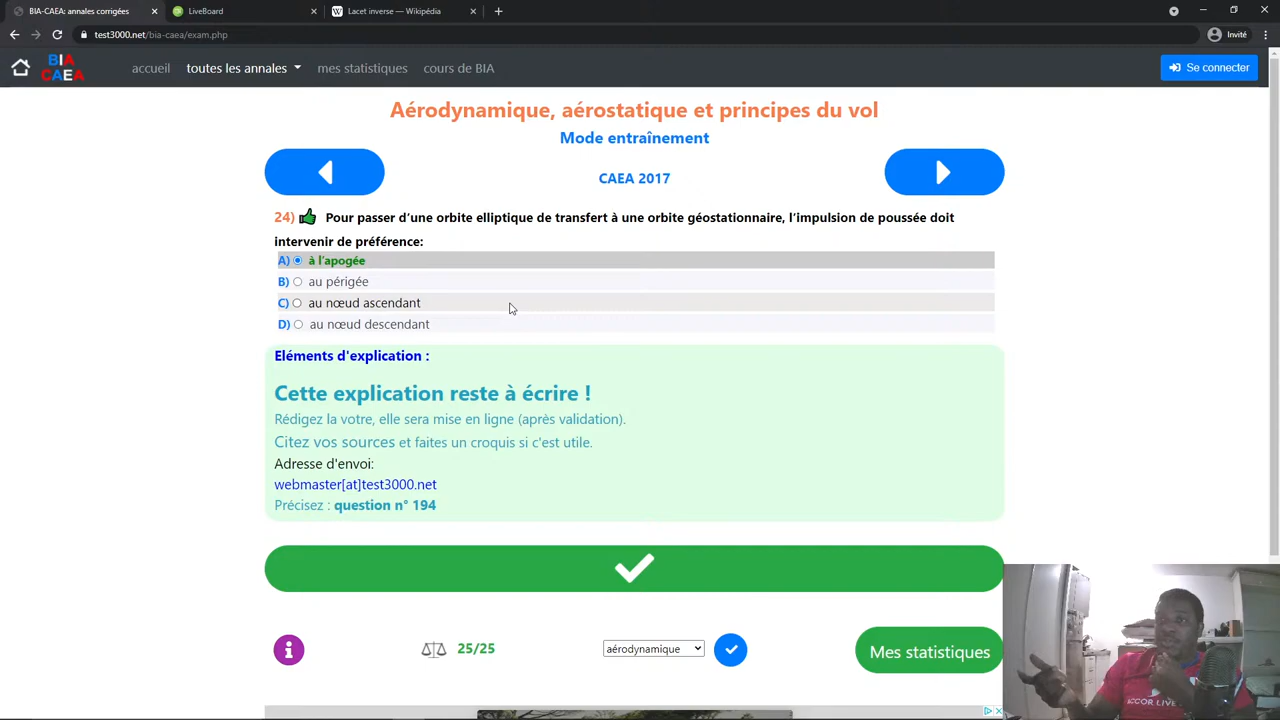 BIA-CAEA: annales corrigées
LiveBoard
Lacet inverse — Wikipédia
test3000.net/bia-caea/exam.php
Invité
BIA
CAEA
accueil
toutes les annales
mes statistiques
cours de BIA
Se connecter
Aérodynamique, aérostatique et principes du vol
Mode entraînement
CAEA 2017
24) Pour passer d’une orbite elliptique de transfert à une orbite géostationnaire, l’impulsion de poussée doit
intervenir de préférence:
A) à l’apogée
B) au périgée
C) au nœud ascendant
D) au nœud descendant
Eléments d'explication :
Cette explication reste à écrire !
Rédigez la votre, elle sera mise en ligne (après validation).
Citez vos sources et faites un croquis si c'est utile.
Adresse d'envoi:
webmaster[at]test3000.net
Précisez : question n° 194
25/25
aérodynamique
Mes statistiques
ACCOR LIVE